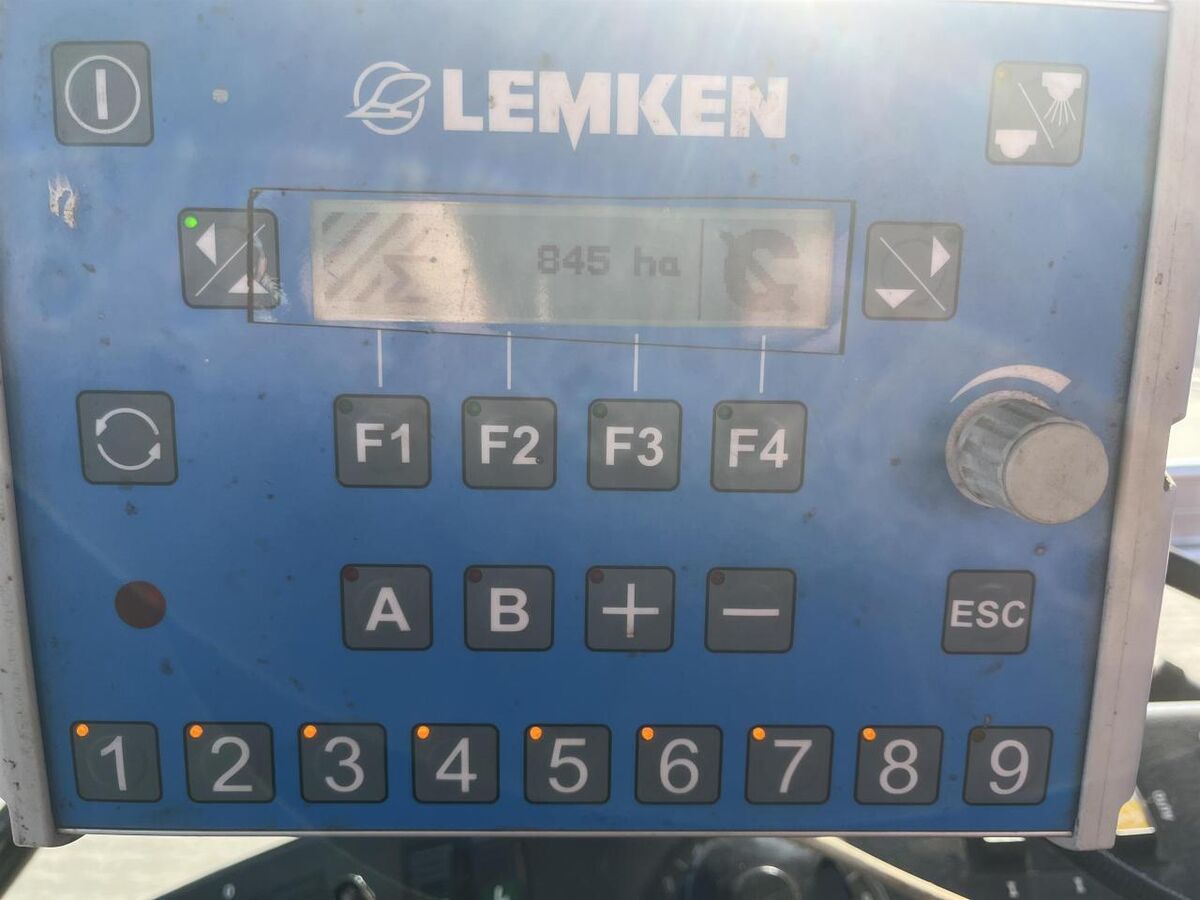 LEMKEN
Σ 845 ha
F1 F2 F3 F4
A B + − ESC
1 2 3 4 5 6 7 8 9